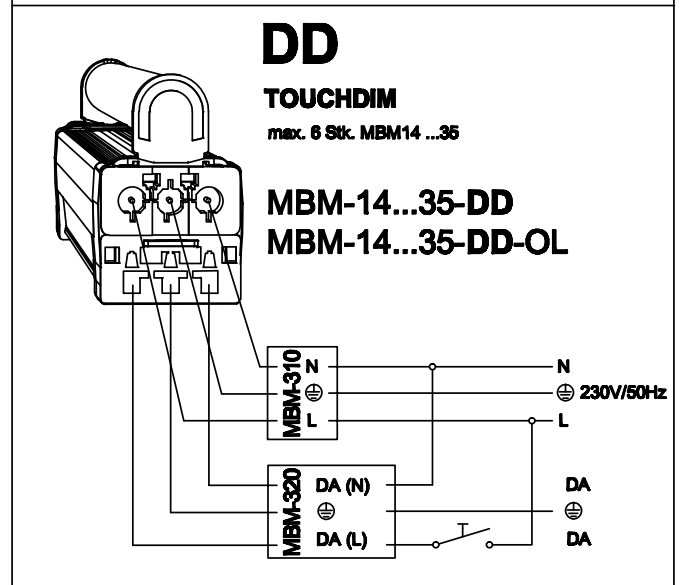 DD
TOUCHDIM
max. 6 Stk. MBM14 ...35
MBM-14...35-DD
MBM-14...35-DD-OL
MBM-310
N
L
N
230V/50Hz
L
MBM-320
DA (N)
DA (L)
DA
DA